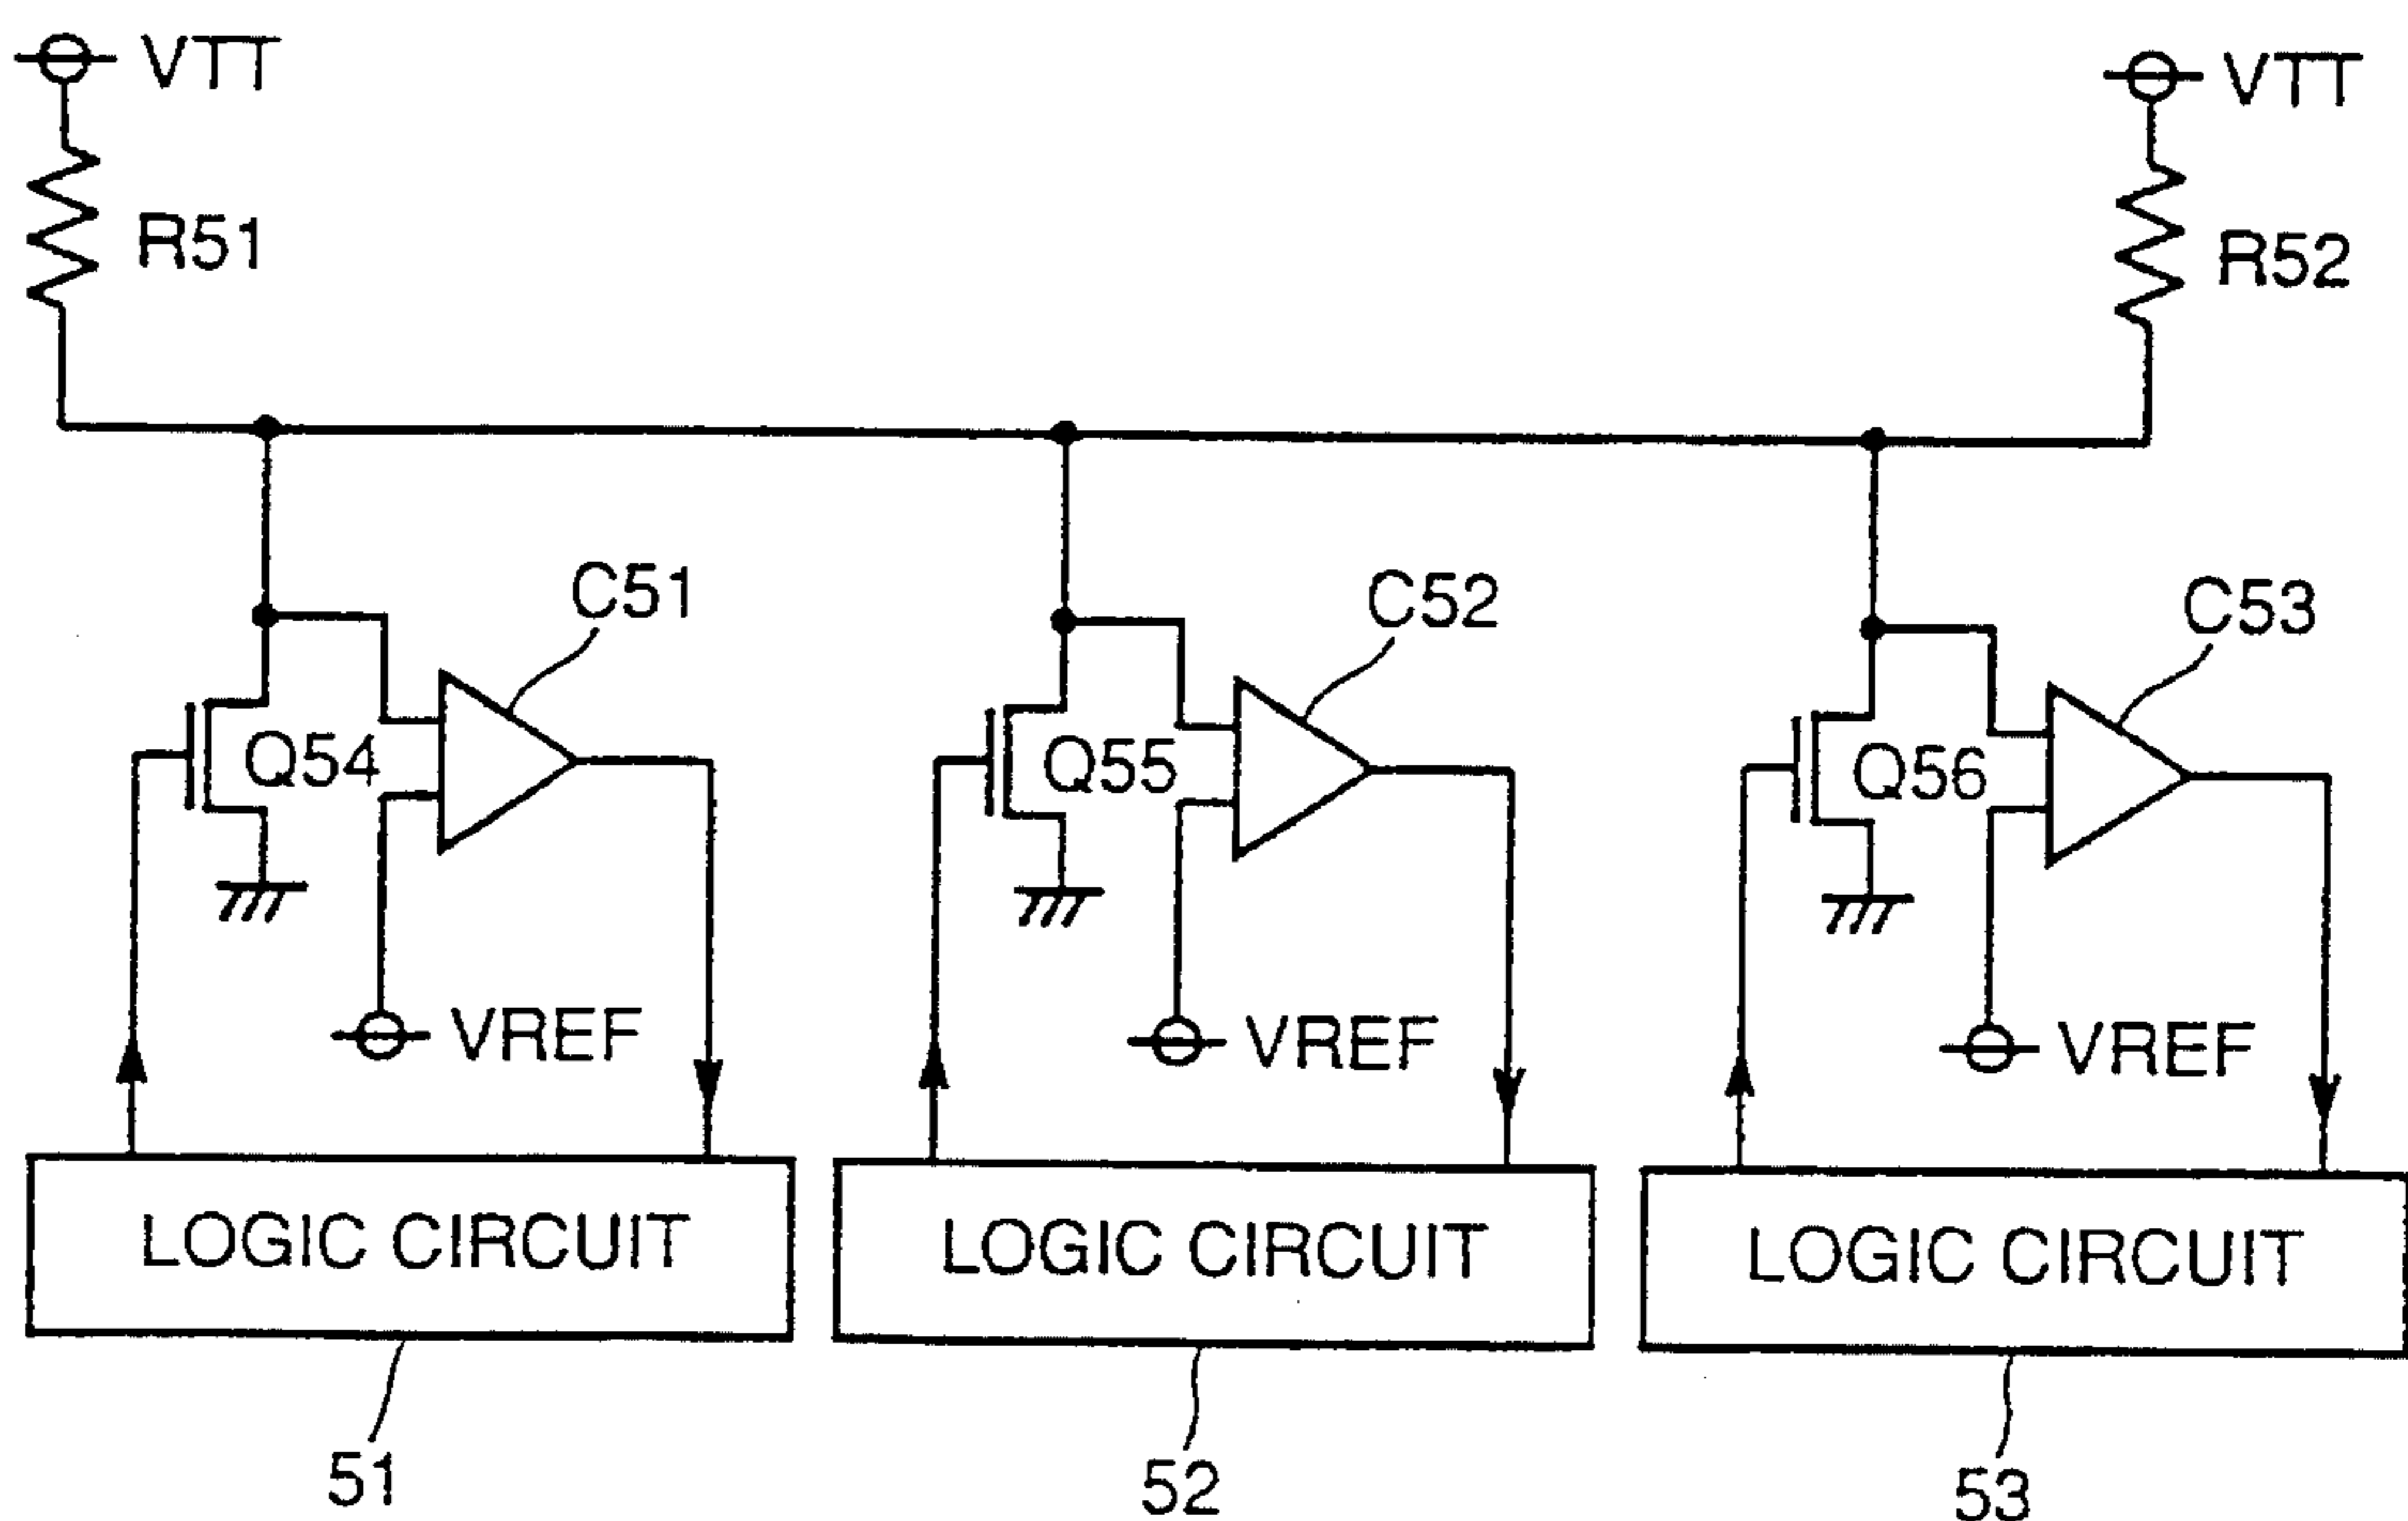 VTT
VTT
R51
R52
C51
C52
C53
Q54
Q55
Q56
VREF
VREF
VREF
LOGIC CIRCUIT
LOGIC CIRCUIT
LOGIC CIRCUIT
51
52
53